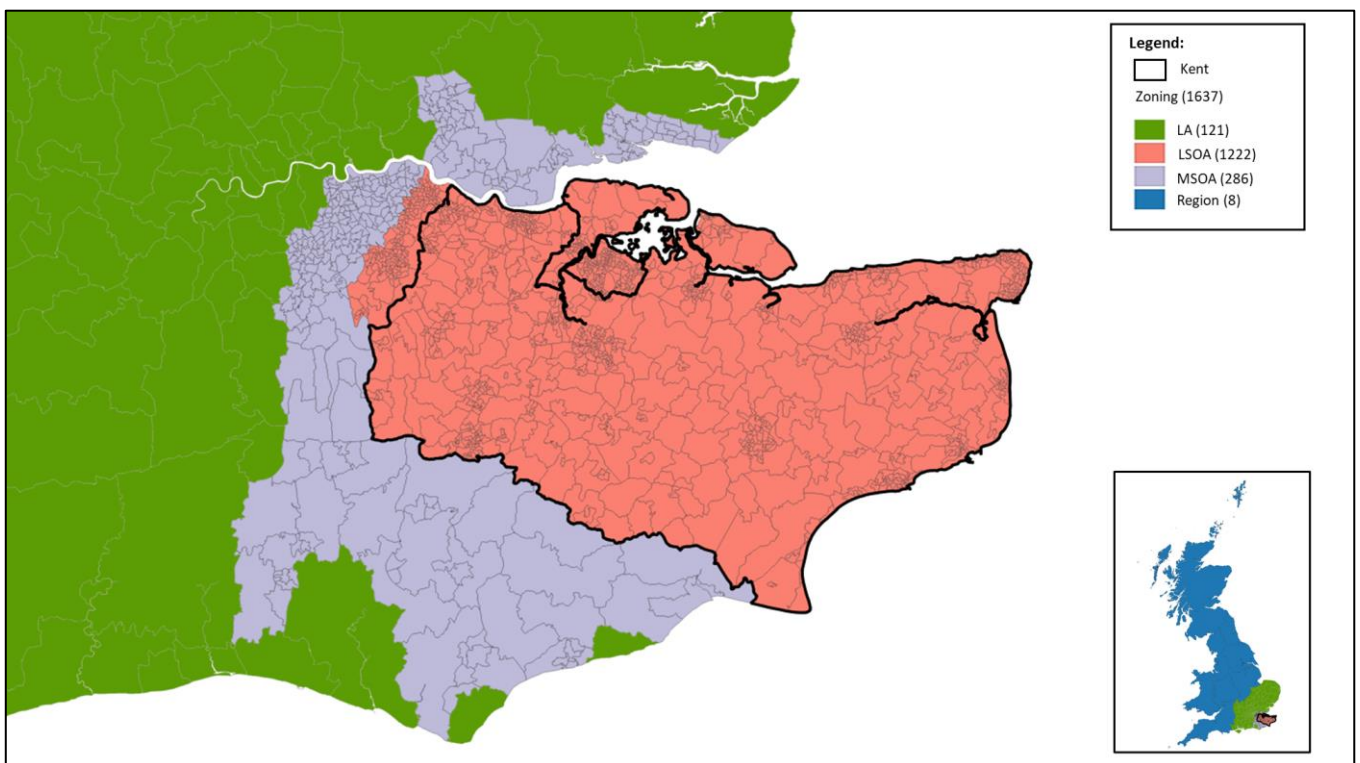 Legend:
Kent
Zoning (1637)
LA (121)
LSOA (1222)
MSOA (286)
Region (8)